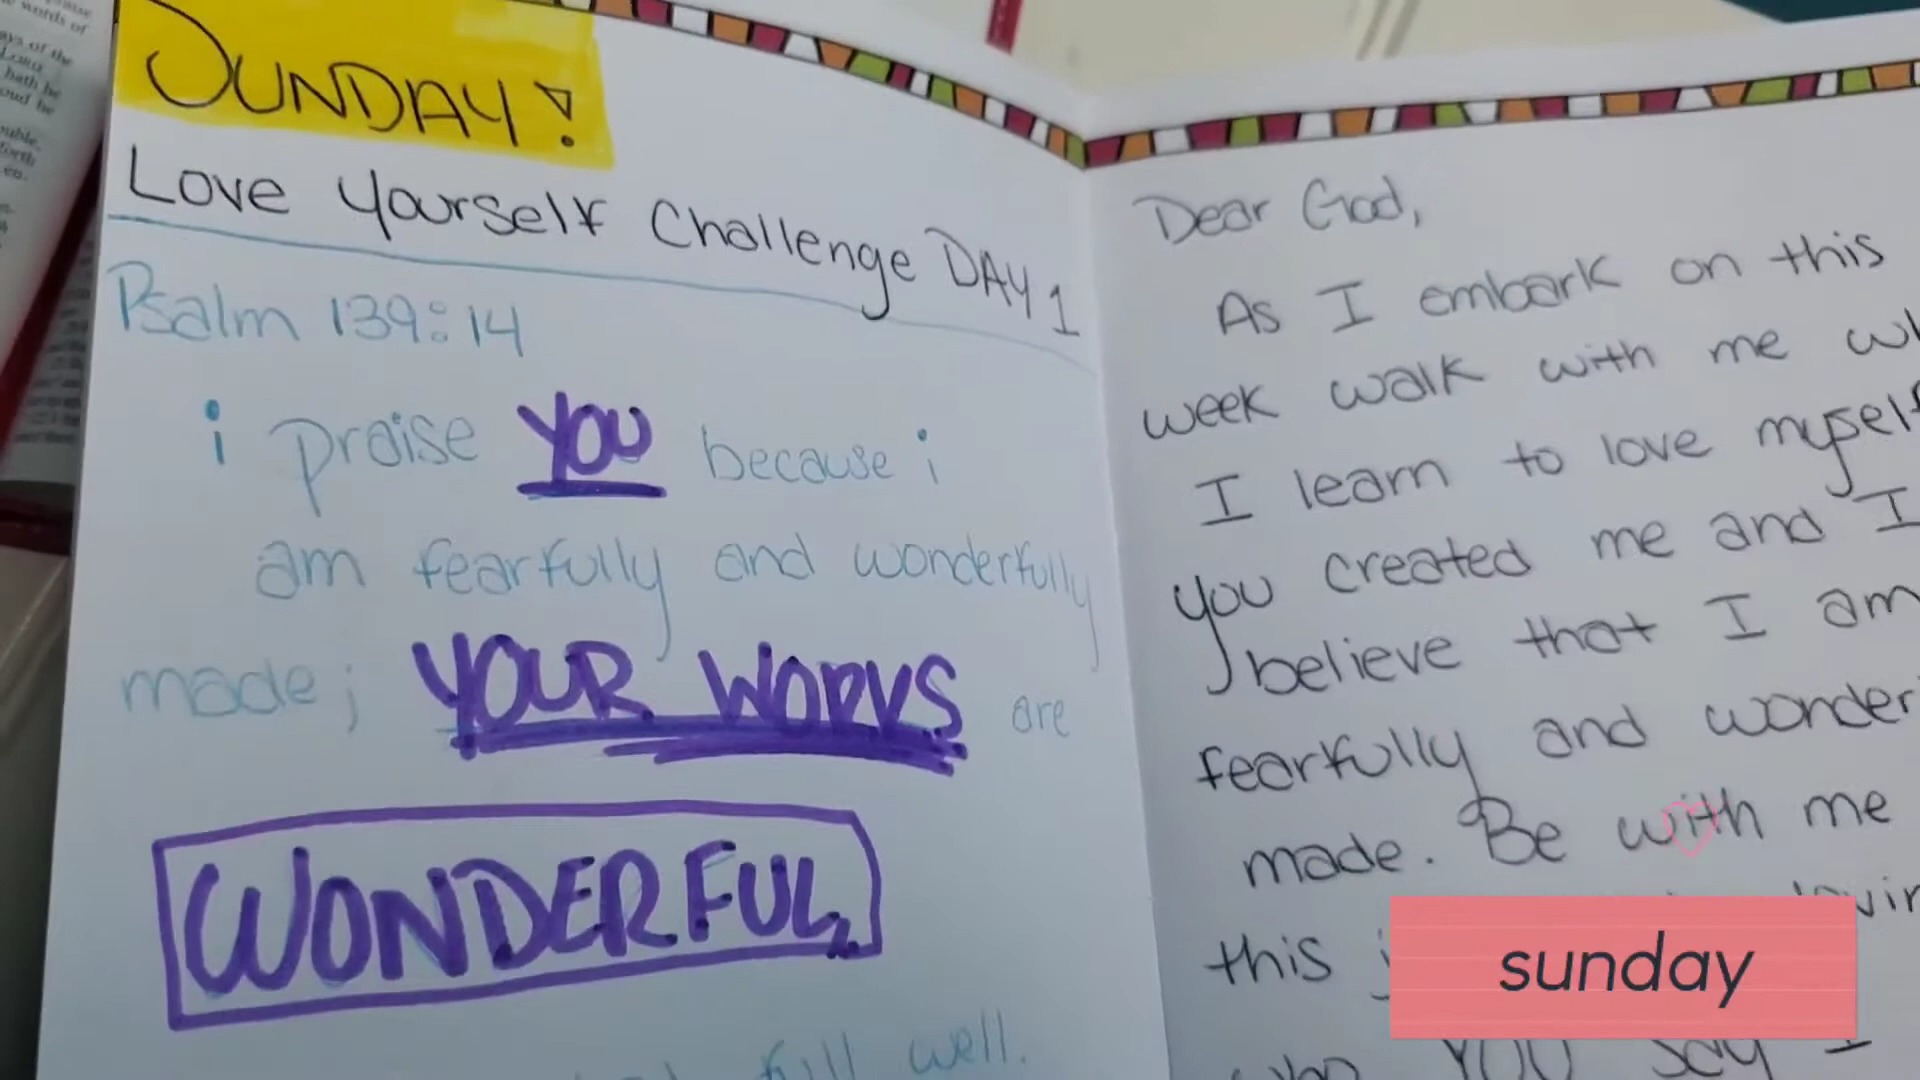 SUNDAY!
Love Yourself Challenge DAY 1
Psalm 139:14
i praise YOU because i
am fearfully and wonderfully
made; YOUR WORKS are
WONDERFUL,
full well.
Dear God,
As I embark on this
week walk with me
I learn to love myself
you created me and I
believe that I am
fearfully and
made. Be with me
this
who YOU say I
sunday